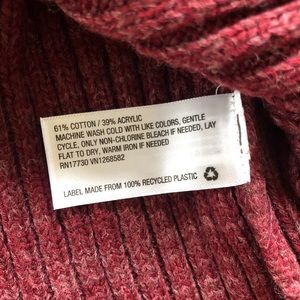 61% COTTON / 39% ACRYLIC
MACHINE WASH COLD WITH LIKE COLORS, GENTLE
CYCLE, ONLY NON-CHLORINE BLEACH IF NEEDED, LAY
FLAT TO DRY, WARM IRON IF NEEDED
RN17730 VN1268582
LABEL MADE FROM 100% RECYCLED PLASTIC